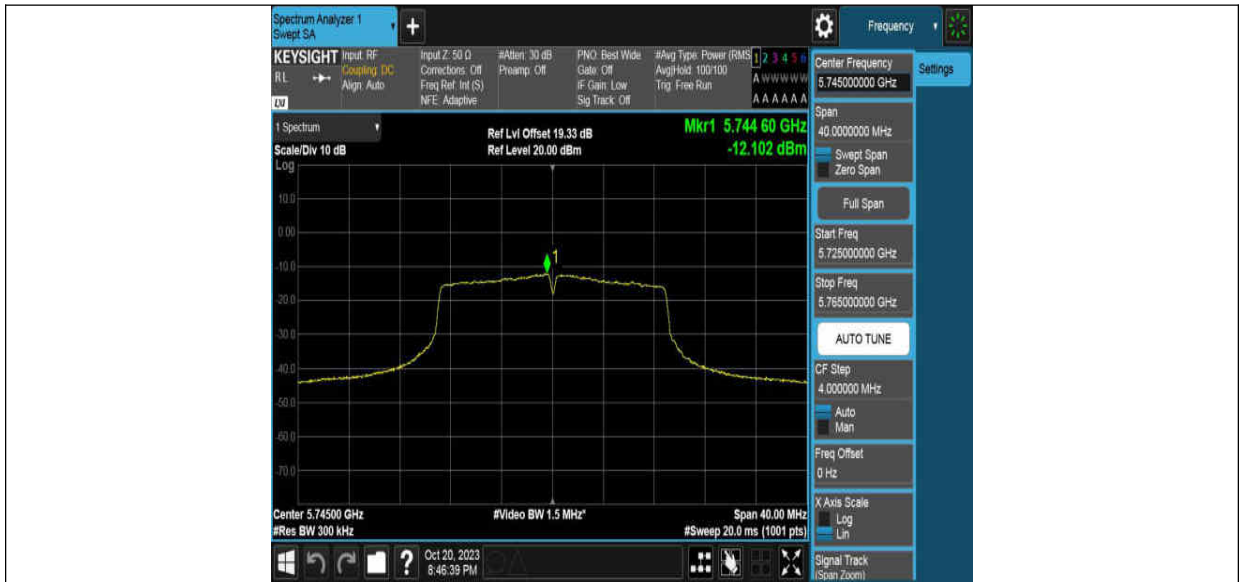 Spectrum Analyzer 1
Swept SA
Frequency
KEYSIGHT
RL
LXI
Input: RF
Coupling: DC
Align: Auto
Input Z: 50 Ω
Corrections: Off
Freq Ref: Int (S)
NFE: Adaptive
#Atten: 30 dB
Preamp: Off
PNO: Best Wide
Gate: Off
IF Gain: Low
Sig Track: Off
#Avg Type: Power (RMS
Avg|Hold: 100/100
Trig: Free Run
1 2 3 4 5 6
A W W W W W
A A A A A A
1 Spectrum
Scale/Div 10 dB
Ref Lvl Offset 19.33 dB
Ref Level 20.00 dBm
Mkr1 5.744 60 GHz
-12.102 dBm
Log
10.0
0.00
-10.0
-20.0
-30.0
-40.0
-50.0
-60.0
-70.0
1
Center 5.74500 GHz
#Res BW 300 kHz
#Video BW 1.5 MHz*
Span 40.00 MHz
#Sweep 20.0 ms (1001 pts)
Oct 20, 2023
8:46:39 PM
Center Frequency
5.745000000 GHz
Settings
Span
40.0000000 MHz
Swept Span
Zero Span
Full Span
Start Freq
5.725000000 GHz
Stop Freq
5.765000000 GHz
AUTO TUNE
CF Step
4.000000 MHz
Auto
Man
Freq Offset
0 Hz
X Axis Scale
Log
Lin
Signal Track
(Span Zoom)